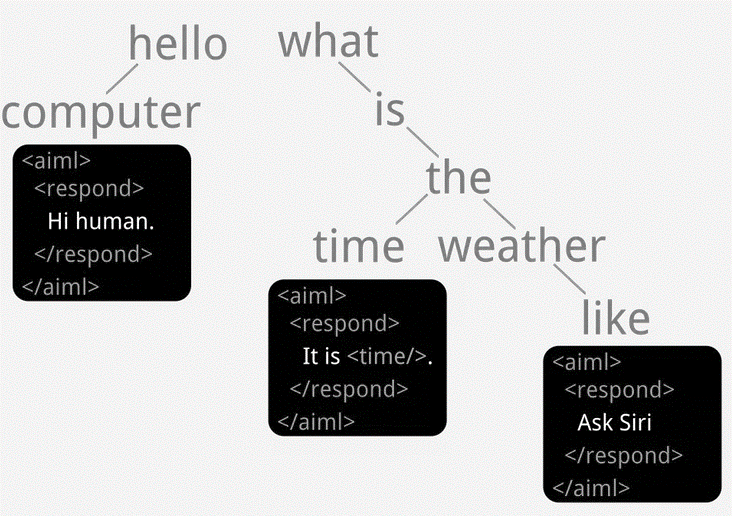 hello what
computer
is
the
time weather
like
<aiml>
<respond>
Hi human.
</respond>
</aiml>
<aiml>
<respond>
It is <time/>.
</respond>
</aiml>
<aiml>
<respond>
Ask Siri
</respond>
</aiml>